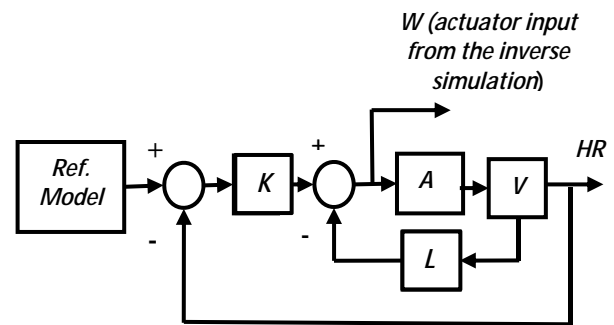 W (actuator input
from the inverse
simulation)
HR
Ref.
Model
+
-
K
+
-
A
V
L